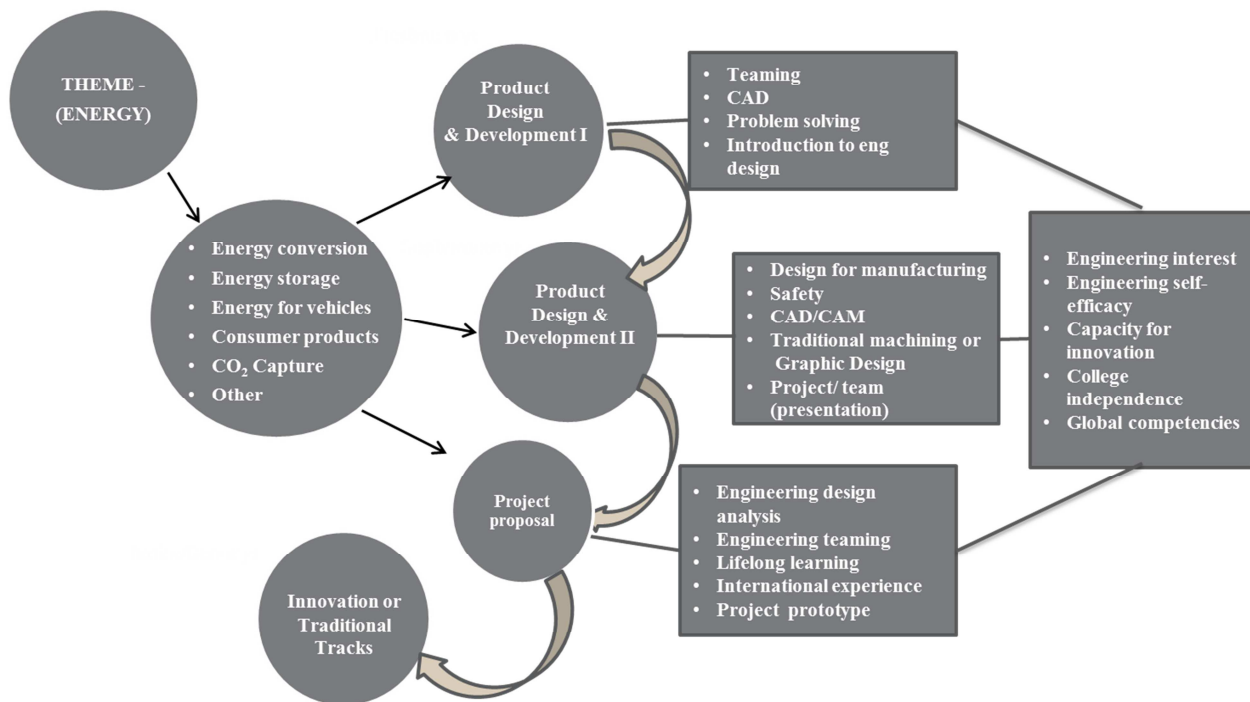 THEME -
(ENERGY)
• Energy conversion
• Energy storage
• Energy for vehicles
• Consumer products
• CO₂ Capture
• Other
Product
Design
& Development I
• Teaming
• CAD
• Problem solving
• Introduction to eng
design
Product
Design &
Development II
• Design for manufacturing
• Safety
• CAD/CAM
• Traditional machining or
Graphic Design
• Project/ team
(presentation)
Project
proposal
• Engineering design
analysis
• Engineering teaming
• Lifelong learning
• International experience
• Project prototype
Innovation or
Traditional
Tracks
• Engineering interest
• Engineering self-
efficacy
• Capacity for
innovation
• College
independence
• Global competencies